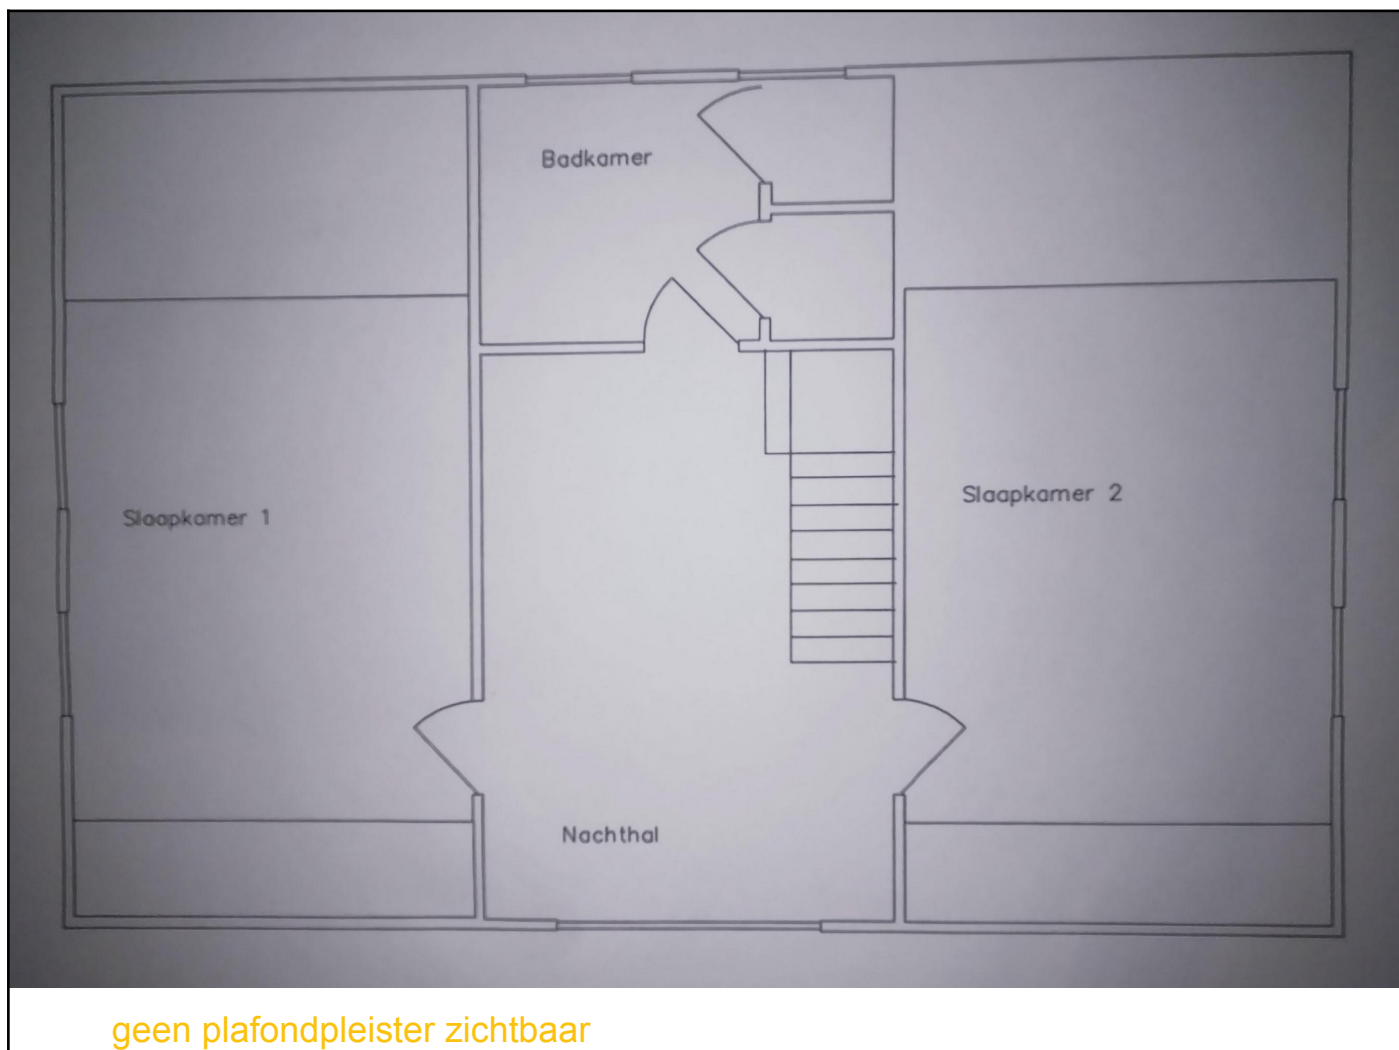 Badkamer
Slaapkamer 2
Slaapkamer 1
Nachthal
geen plafondpleister zichtbaar